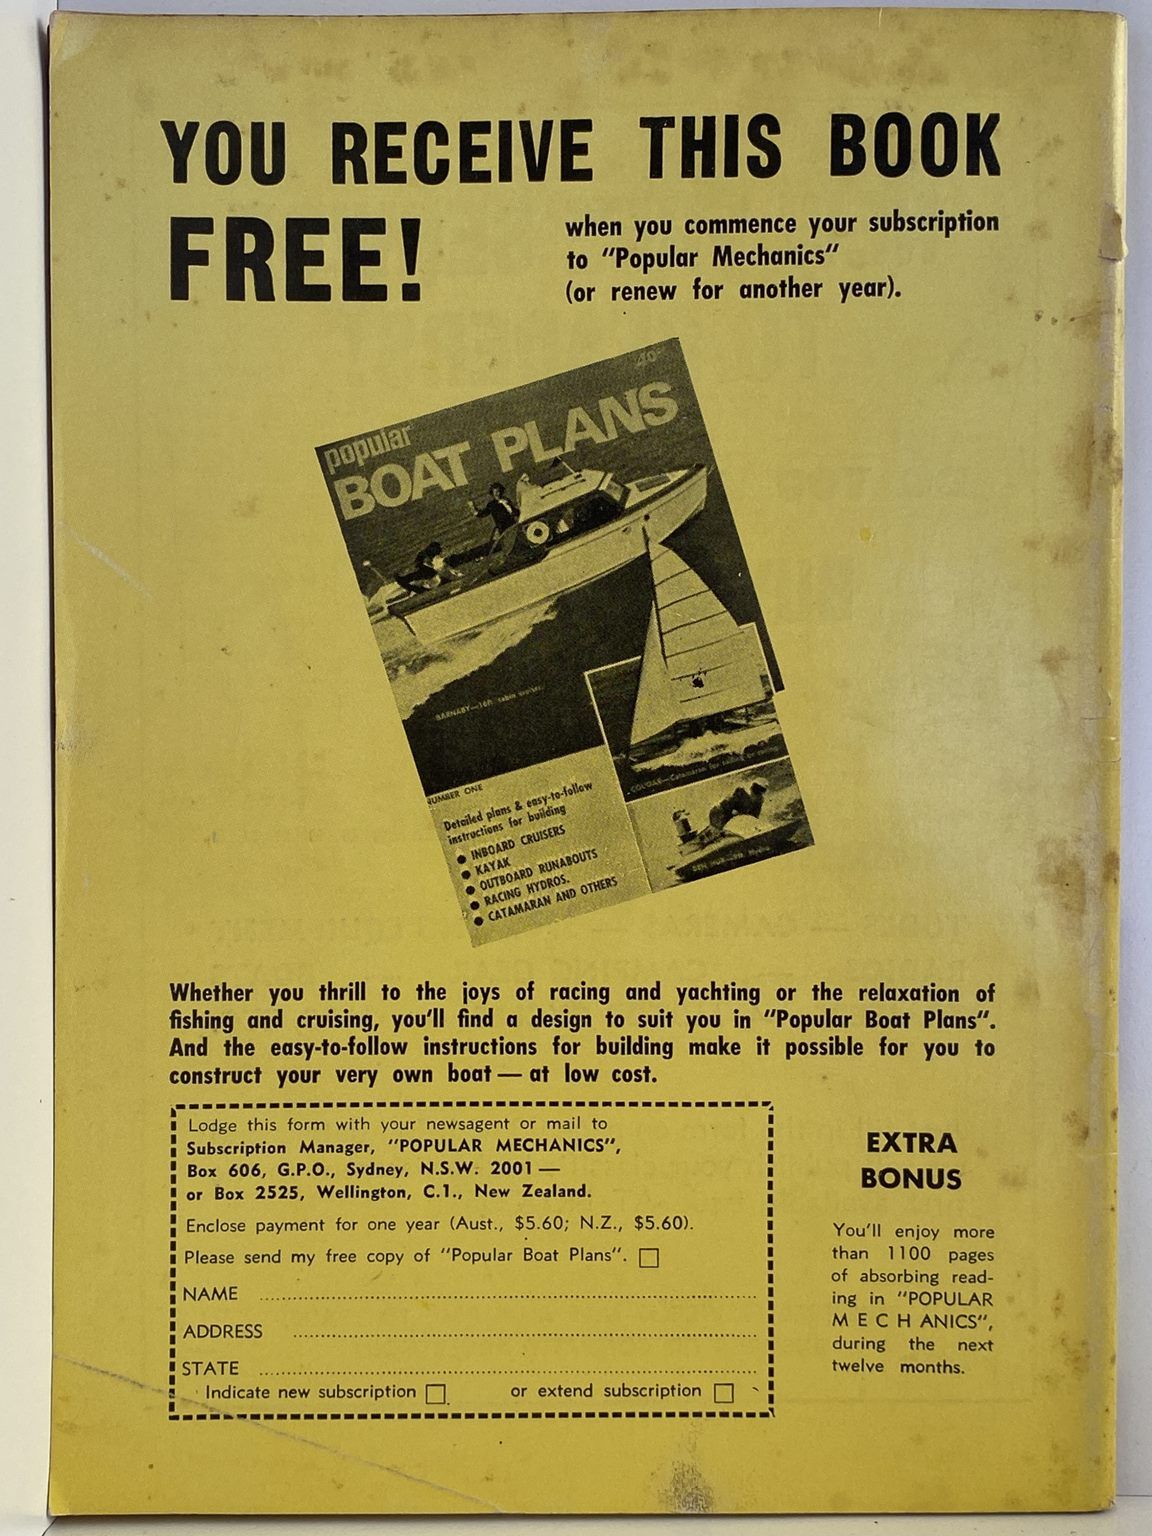 YOU RECEIVE THIS BOOK
FREE!
when you commence your subscription
to "Popular Mechanics"
(or renew for another year).
40c
popular
BOAT PLANS
BARNABY—16ft. cabin cruiser
NUMBER ONE
Detailed plans & easy-to-follow
instructions for building
● INBOARD CRUISERS
● KAYAK
● OUTBOARD RUNABOUTS
● RACING HYDROS.
● CATAMARAN AND OTHERS
COUGAR—Catamaran for
Whether you thrill to the joys of racing and yachting or the relaxation of
fishing and cruising, you'll find a design to suit you in "Popular Boat Plans".
And the easy-to-follow instructions for building make it possible for you to
construct your very own boat — at low cost.
Lodge this form with your newsagent or mail to
Subscription Manager, "POPULAR MECHANICS",
Box 606, G.P.O., Sydney, N.S.W. 2001 —
or Box 2525, Wellington, C.1., New Zealand.
Enclose payment for one year (Aust., $5.60; N.Z., $5.60).
Please send my free copy of "Popular Boat Plans".
NAME
ADDRESS
STATE
Indicate new subscription or extend subscription
EXTRA
BONUS
You'll enjoy more
than 1100 pages
of absorbing read-
ing in "POPULAR
M E C H ANICS",
during the next
twelve months.